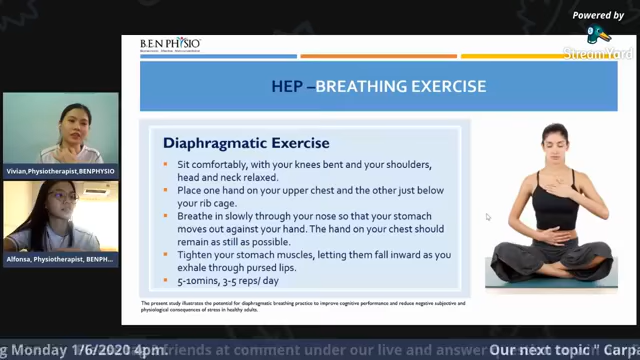 Powered by
Stream Yard
B.E.N PHYSIO
HEP –BREATHING EXERCISE
Diaphragmatic Exercise
Sit comfortably, with your knees bent and your shoulders,
head and neck relaxed.
Place one hand on your upper chest and the other just below
your rib cage.
Breathe in slowly through your nose so that your stomach
moves out against your hand. The hand on your chest should
remain as still as possible.
Tighten your stomach muscles, letting them fall inward as you
exhale through pursed lips.
5-10mins, 3-5 reps/ day
The present study illustrates the potential for diaphragmatic breathing practice to improve cognitive performance and reduce negative subjective and
physiological consequences of stress in healthy adults.
Vivian,Physiotherapist,BENPHYSIO
Alfonsa, Physiotherapist, BENPH...
g Monday 1/6/2020 4pm.
friends at comment under our live and answer
Our next topic " Carp